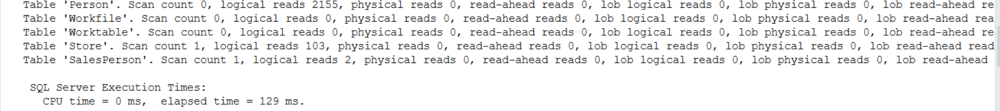 Table 'Person'. Scan count 0, logical reads 2155, physical reads 0, read-ahead reads 0, lob logical reads 0, lob physical reads 0, lob read-ahead re
Table 'Workfile'. Scan count 0, logical reads 0, physical reads 0, read-ahead reads 0, lob logical reads 0, lob physical reads 0, lob read-ahead rea
Table 'Worktable'. Scan count 0, logical reads 0, physical reads 0, read-ahead reads 0, lob logical reads 0, lob physical reads 0, lob read-ahead re
Table 'Store'. Scan count 1, logical reads 103, physical reads 0, read-ahead reads 0, lob logical reads 0, lob physical reads 0, lob read-ahead read
Table 'SalesPerson'. Scan count 1, logical reads 2, physical reads 0, read-ahead reads 0, lob logical reads 0, lob physical reads 0, lob read-ahead
SQL Server Execution Times:
CPU time = 0 ms,  elapsed time = 129 ms.